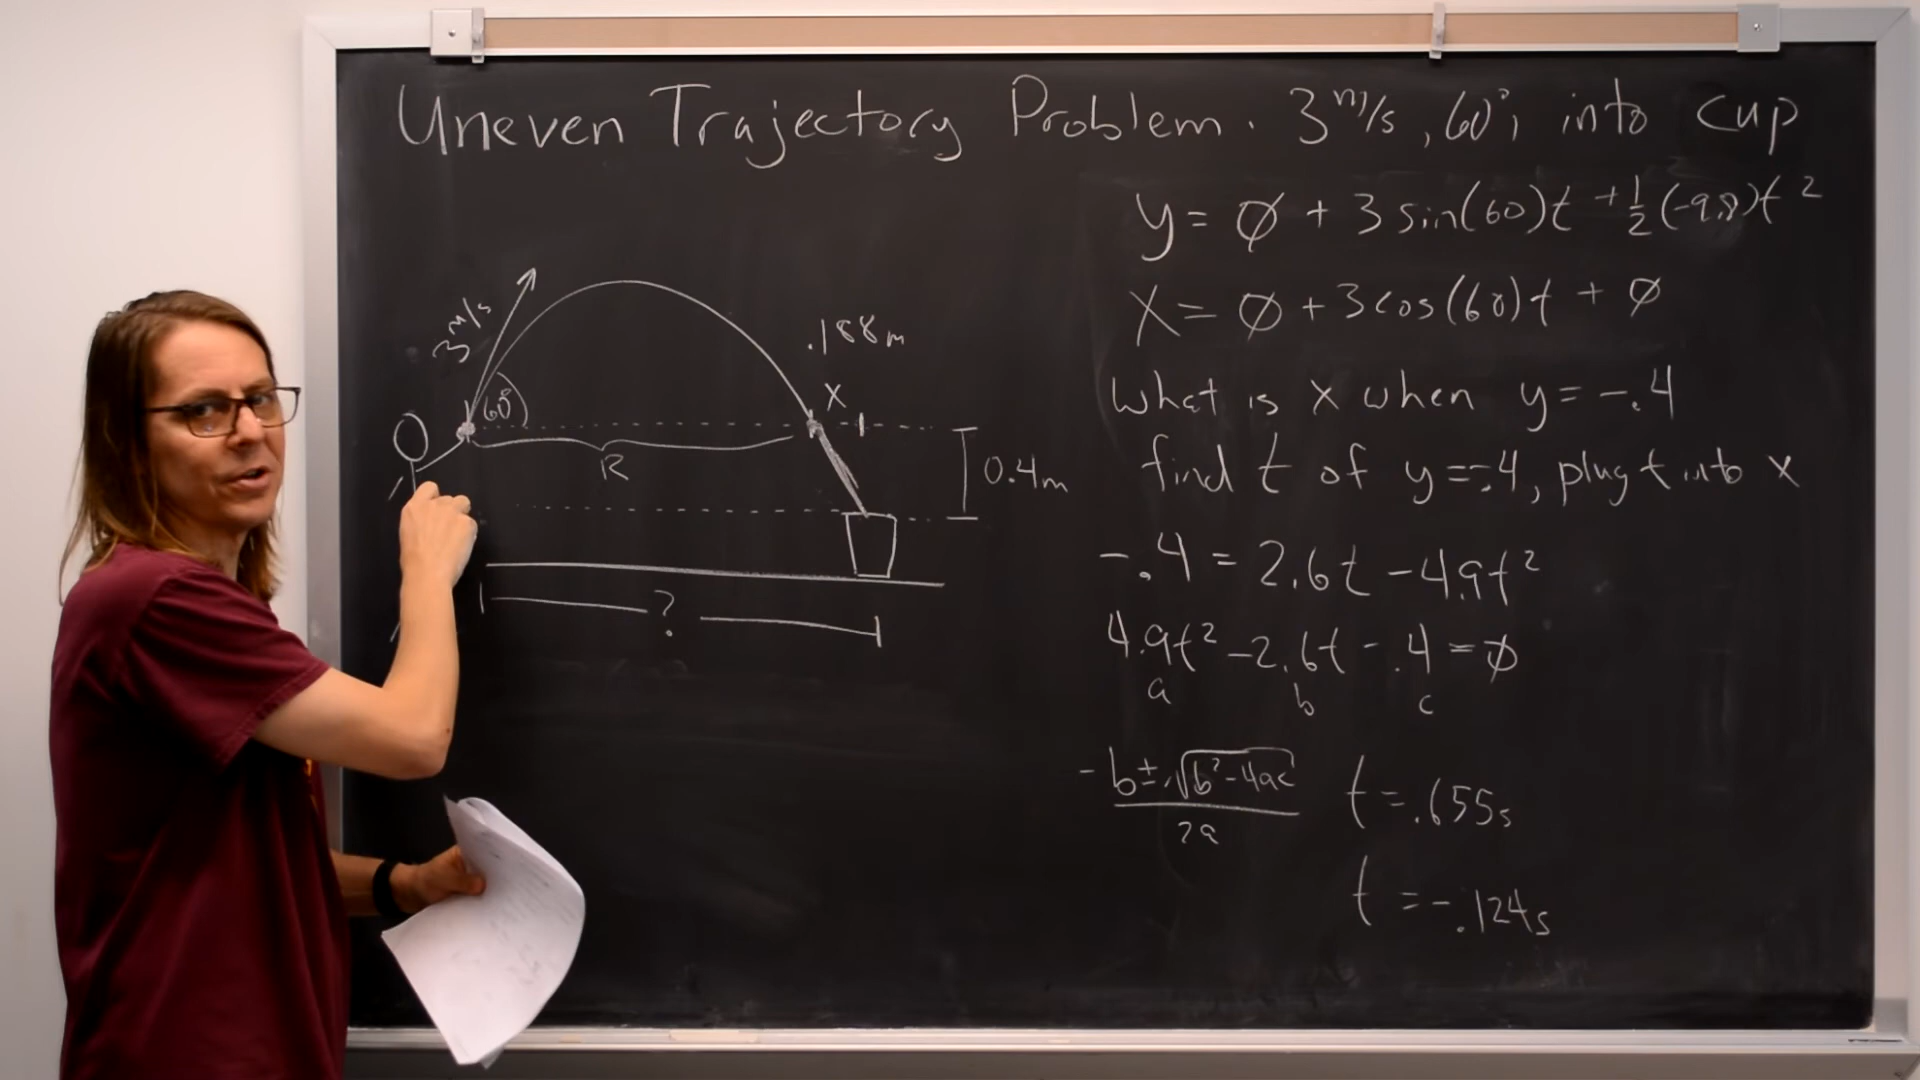 Uneven Trajectory Problem. 3 m/s, 60°, into cup
y = ∅ + 3 sin(60)t + ½(-9.8)t²
X = ∅ + 3cos(60)t + ∅
What is x when y = -.4
find t of y = -.4, plug t into x
-.4 = 2.6t - 4.9t²
4.9t² - 2.6t - .4 = ∅
a b c
-b ± √b² - 4ac
2a
t = .655s
t = -.124s
3 m/s
60°
.188m
X
R
0.4m
?